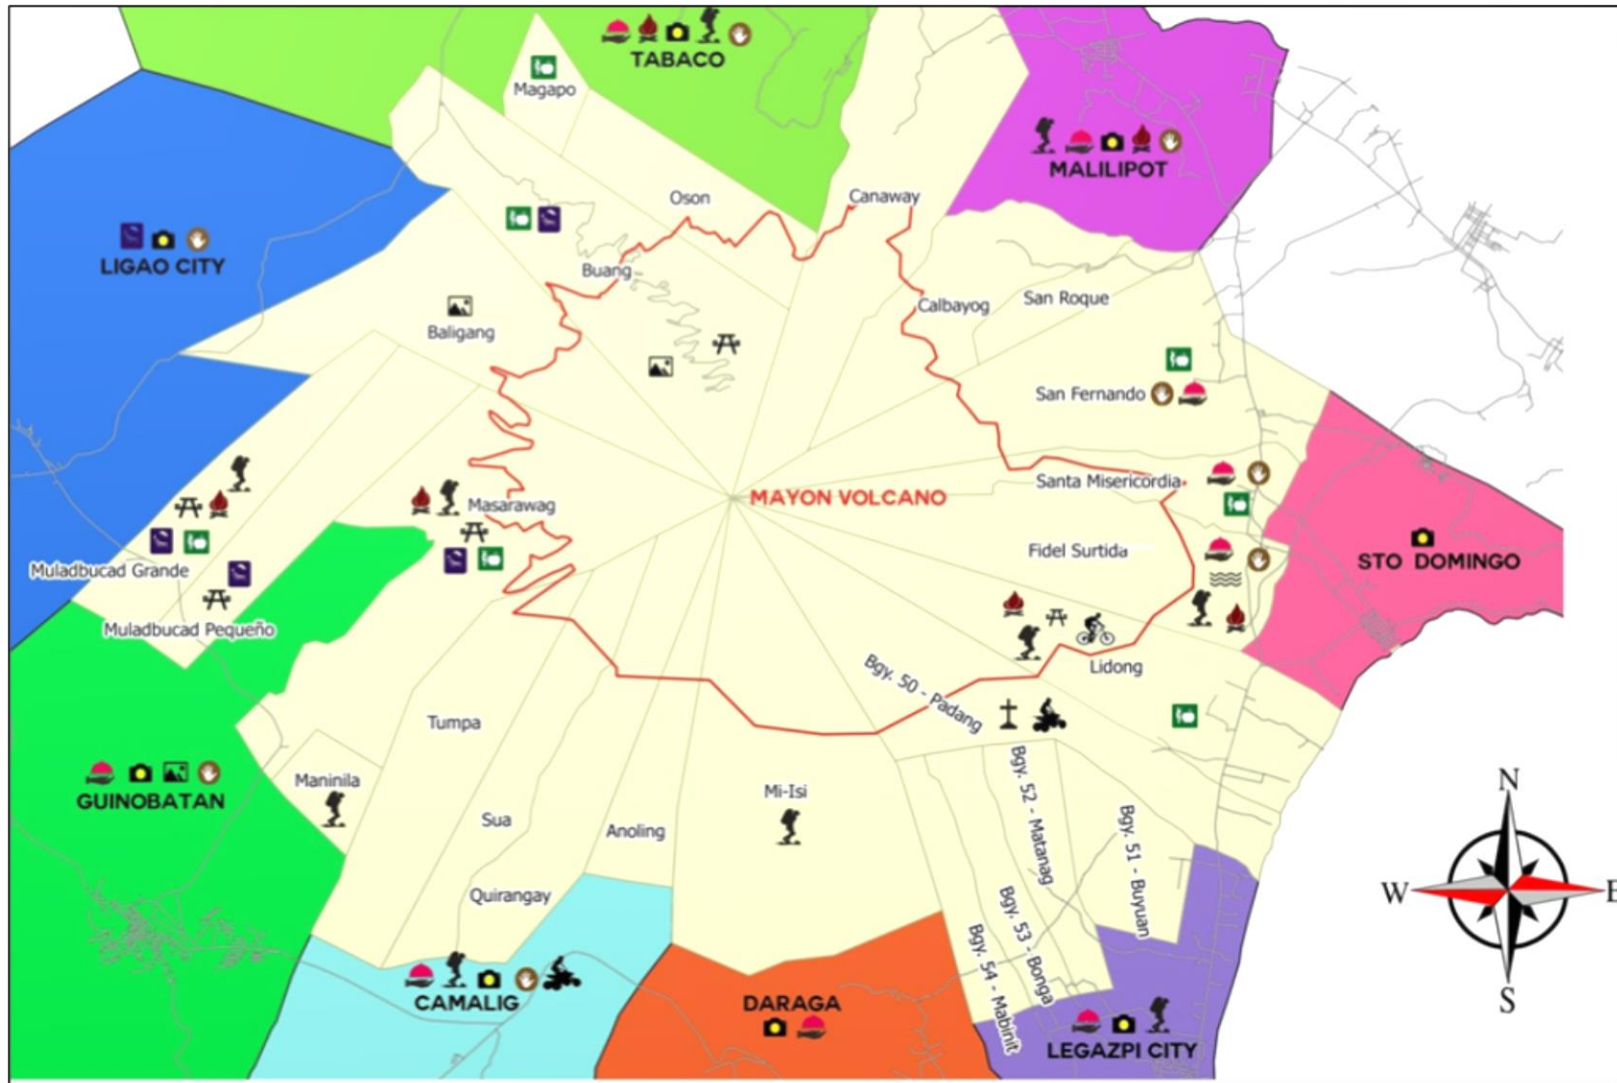 TABACO
Magapo
MALILIPOT
Oson
Canaway
LIGAO CITY
Buang
San Roque
Calbayog
Baligang
San Fernando
Santa Misericordia
MAYON VOLCANO
Masarawag
Fidel Surtida
STO DOMINGO
Muladbucad Grande
Muladbucad Pequeño
Lidong
Bgy. 50 - Padang
Tumpa
Maninila
Mi-Isi
GUINOBATAN
Sua
Anoling
Bgy. 52 - Matanag
Bgy. 51 - Buyuan
Quirangay
Bgy. 53 - Bonga
Bgy. 54 - Mabinit
CAMALIG
DARAGA
LEGAZPI CITY
N
W
E
S